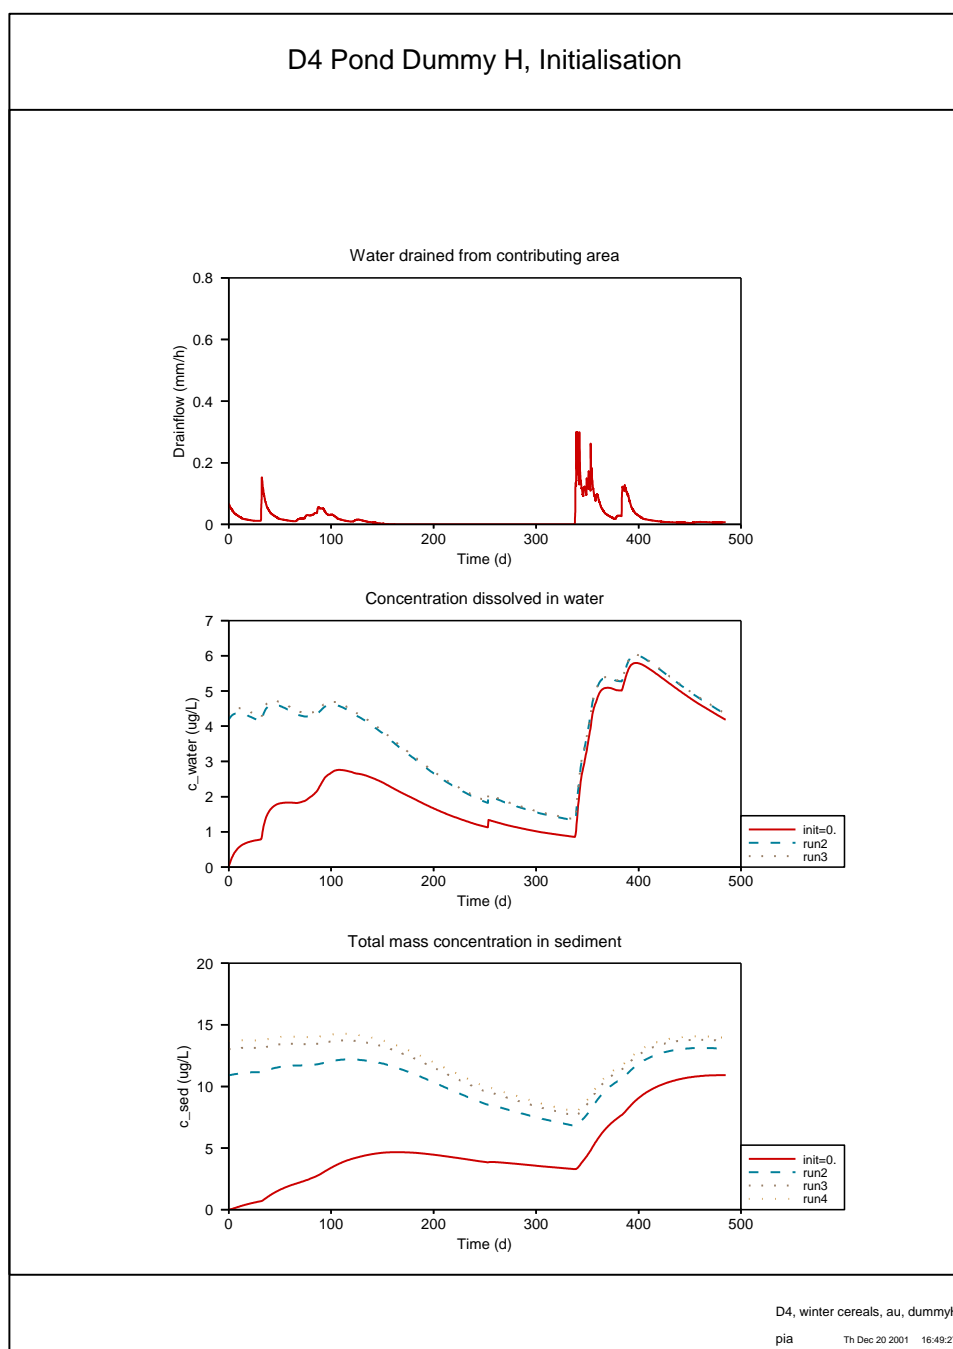 D4 Pond Dummy H, Initialisation
Water drained from contributing area
0.8
0.6
0.4
0.2
0
Drainflow (mm/h)
0 100 200 300 400 500
Time (d)
Concentration dissolved in water
7
6
5
4
3
2
1
0
c_water (ug/L)
0 100 200 300 400 500
Time (d)
init=0.
run2
run3
Total mass concentration in sediment
20
15
10
5
0
c_sed (ug/L)
0 100 200 300 400 500
Time (d)
init=0.
run2
run3
run4
D4, winter cereals, au, dummyH
pia Th Dec 20 2001 16:49:2